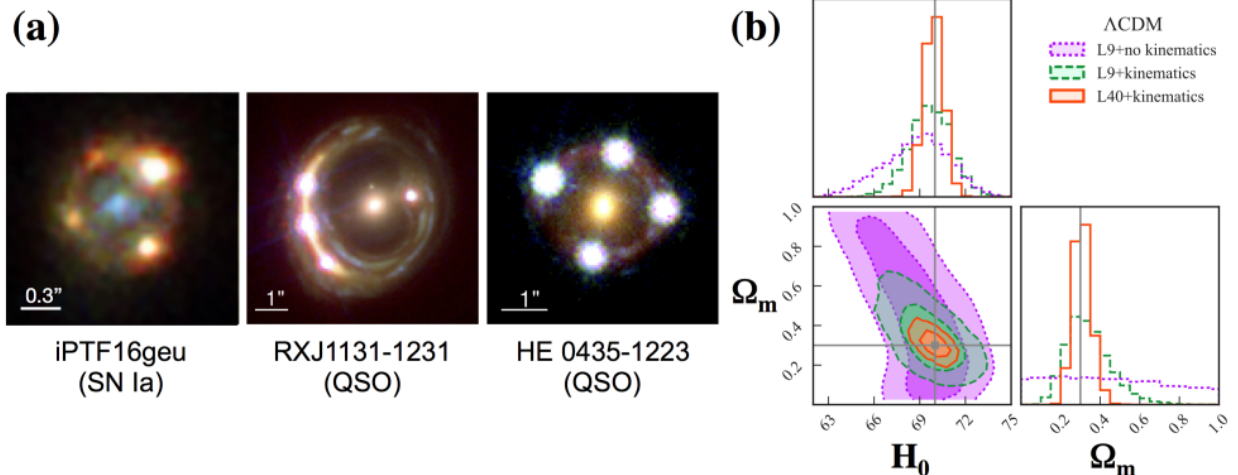 (a)
0.3"
1"
1"
iPTF16geu
(SN Ia)
RXJ1131-1231
(QSO)
HE 0435-1223
(QSO)
(b)
ΛCDM
L9+no kinematics
L9+kinematics
L40+kinematics
1.0
0.8
0.6
0.4
0.2
Ωm
63
66
69
72
75
H0
0.2
0.4
0.6
0.8
1.0
Ωm